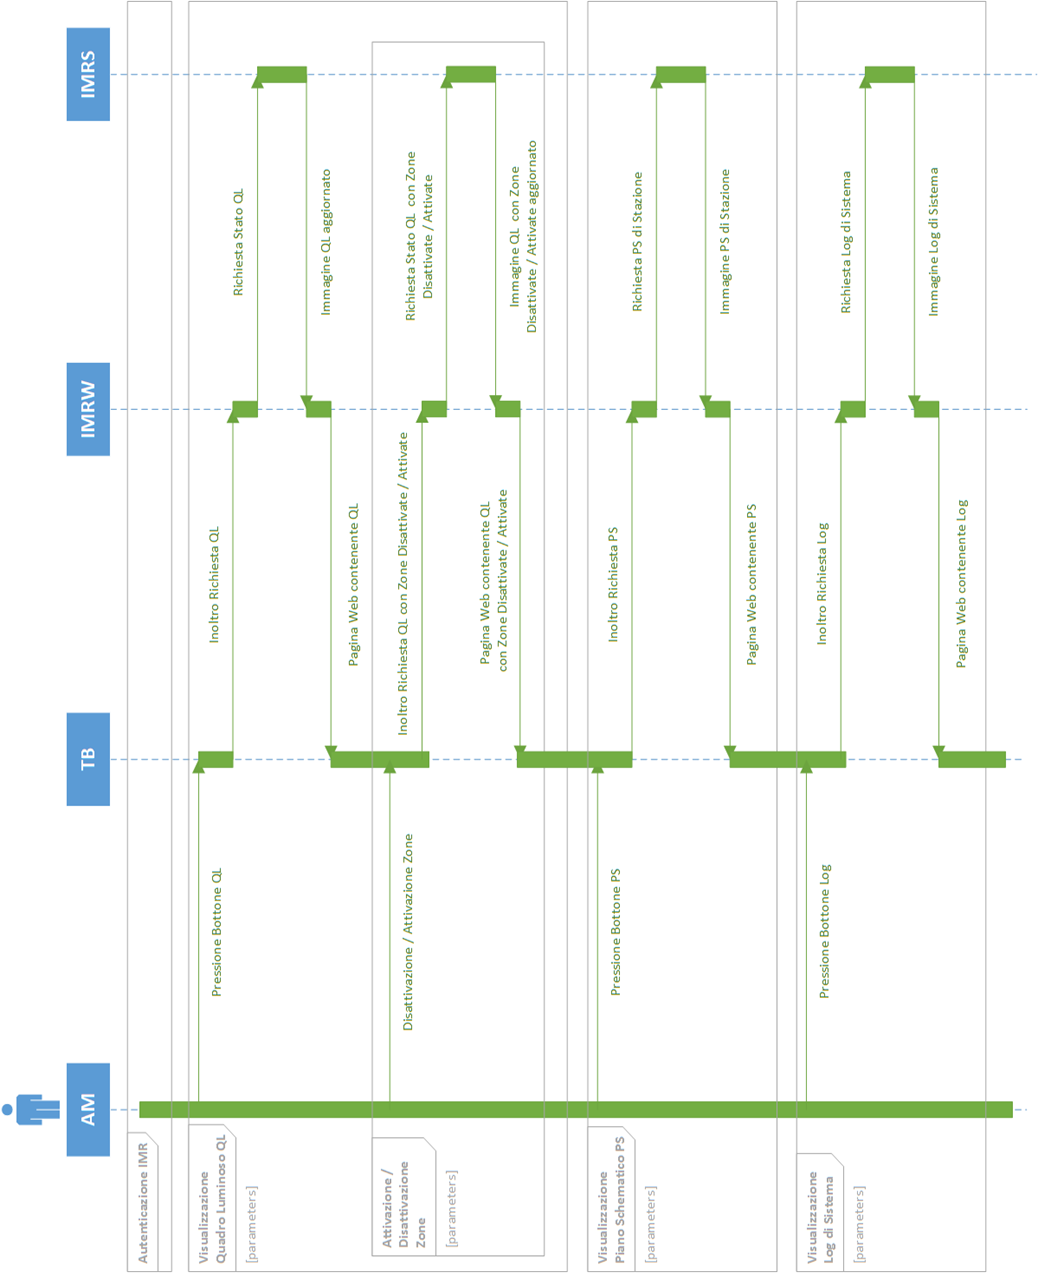 AM
TB
IMRW
IMRS
Autenticazione IMR
Visualizzazione
Quadro Luminoso QL
[parameters]
Pressione Bottone QL
Inoltro Richiesta QL
Richiesta Stato QL
Immagine QL aggiornato
Pagina Web contenente QL
Attivazione /
Disattivazione
Zone
[parameters]
Disattivazione / Attivazione Zone
Inoltro Richiesta QL con Zone Disattivate / Attivate
Richiesta Stato QL con Zone
Disattivate / Attivate
Immagine QL con Zone
Disattivate / Attivate aggiornato
Pagina Web contenente QL
con Zone Disattivate / Attivate
Visualizzazione
Piano Schematico PS
[parameters]
Pressione Bottone PS
Inoltro Richiesta PS
Richiesta PS di Stazione
Immagine PS di Stazione
Pagina Web contenente PS
Visualizzazione
Log di Sistema
[parameters]
Pressione Bottone Log
Inoltro Richiesta Log
Richiesta Log di Sistema
Immagine Log di Sistema
Pagina Web contenente Log